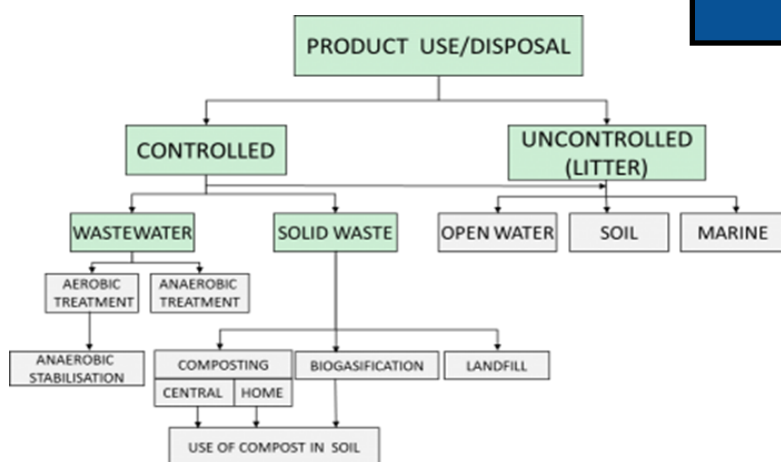 PRODUCT USE/DISPOSAL
CONTROLLED
UNCONTROLLED
(LITTER)
WASTEWATER
SOLID WASTE
OPEN WATER
SOIL
MARINE
AEROBIC
TREATMENT
ANAEROBIC
TREATMENT
ANAEROBIC
STABILISATION
COMPOSTING
BIOGASIFICATION
LANDFILL
CENTRAL
HOME
USE OF COMPOST IN SOIL